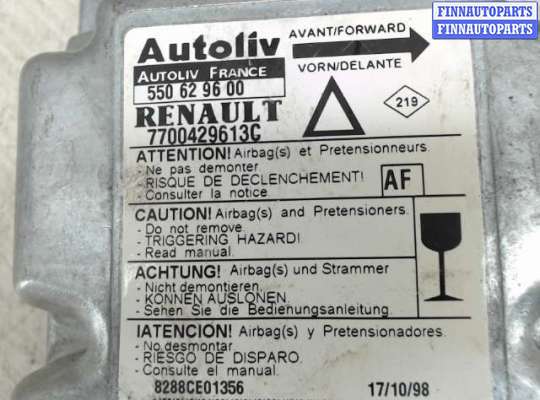 FINNAUTOPARTS
FINNAUTOPARTS
Autoliv
AVANT/FORWARD
AUTOLIV FRANCE
VORN/DELANTE
550 62 96 00
RENAULT
7700429613C
219
ATTENTION! Airbag(s) et Pretensionneurs.
- Ne pas demonter
- RISQUE DE DECLENCHEMENT!
- Consulter la notice
AF
CAUTION! Airbag(s) and Pretensioners.
- Do not remove
- TRIGGERING HAZARD!
- Read manual.
ACHTUNG! Airbag(s) und Strammer
- Nicht demontieren.
- KONNEN AUSLONEN.
- Sehen Sie die Bedienungsanleitung.
IATENCIÓN! Airbag(s) y Pretensionadores.
- No desmontar
- RIESGO DE DISPARO.
- Consulte el manual.
8288CE01356
17/10/98